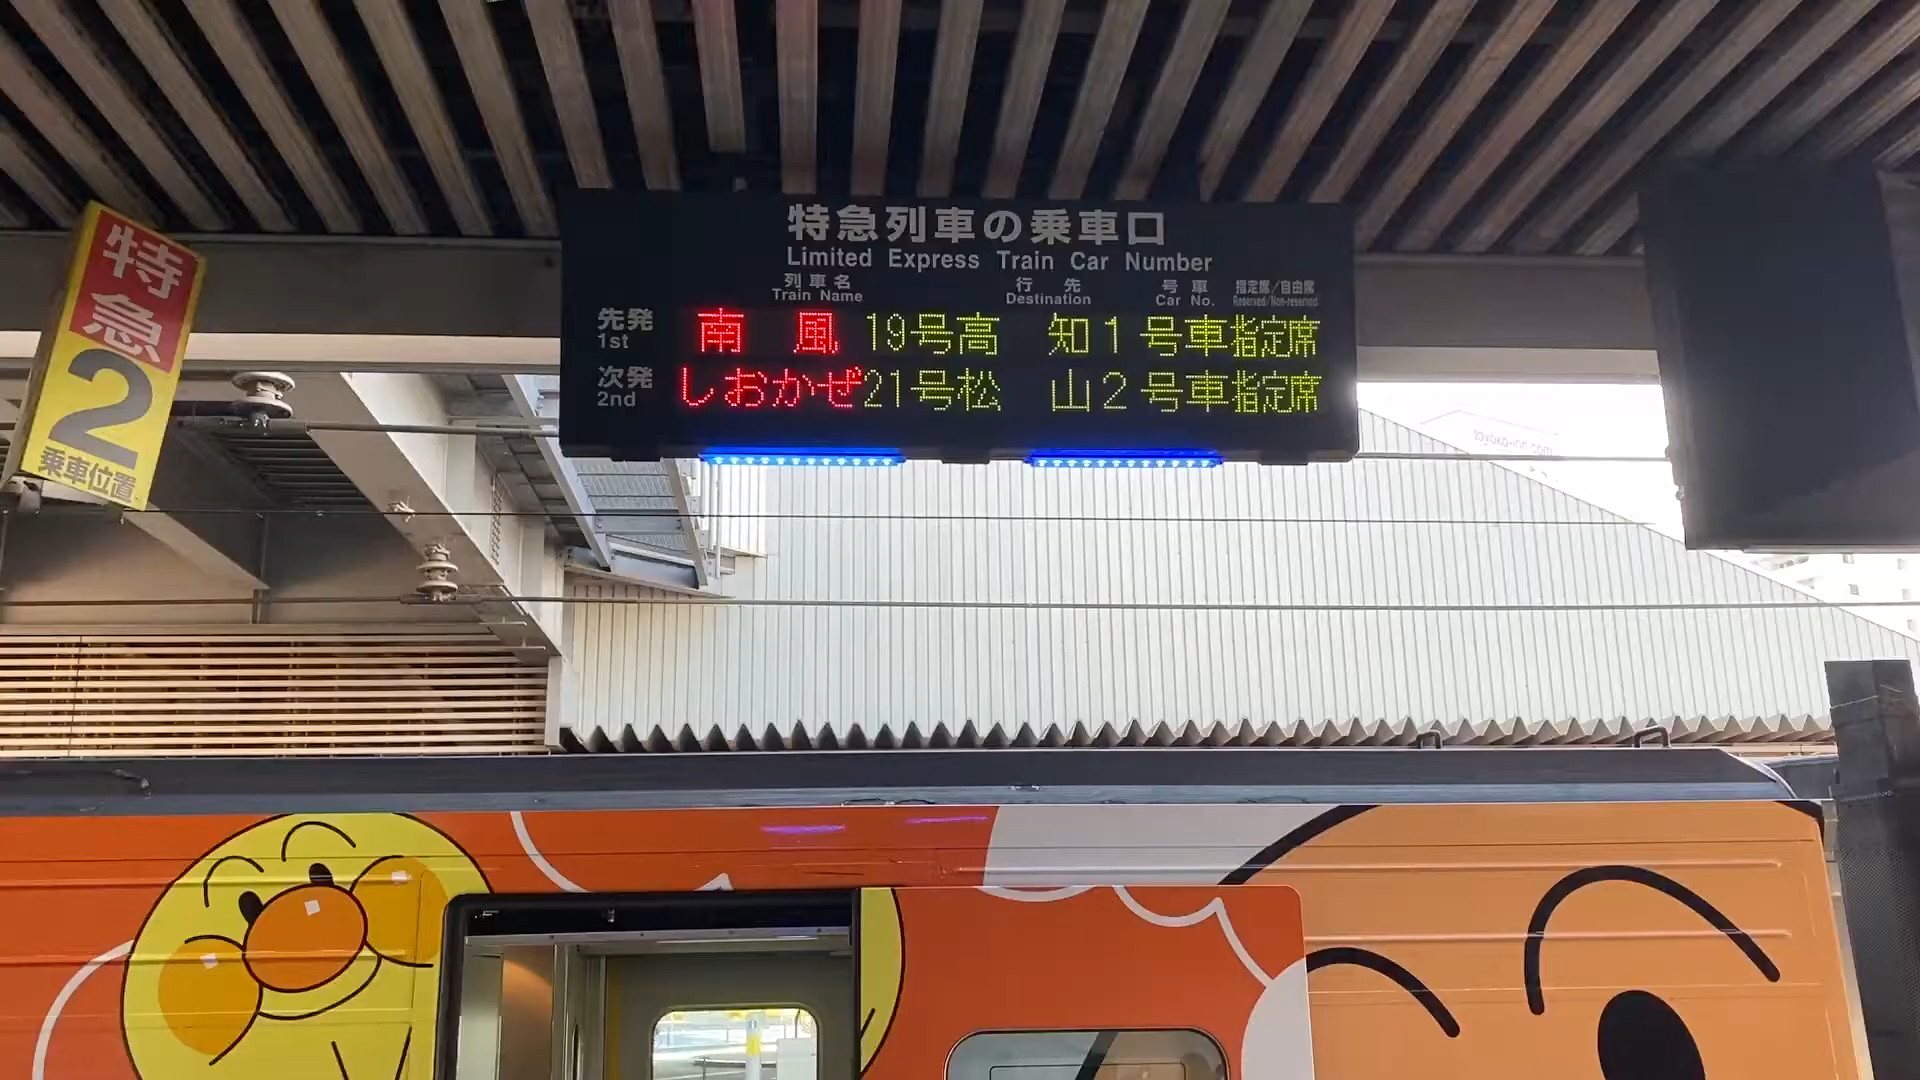 特急
2
乗車位置
特急列車の乗車口
Limited Express Train Car Number
列車名 行先 号車 指定席/自由席
Train Name Destination Car No. Reserved/Non-reserved
先発 南風 19号 高知 1号車 指定席
1st
次発 しおかぜ 21号 松山 2号車 指定席
2nd
toyoko-inn.com